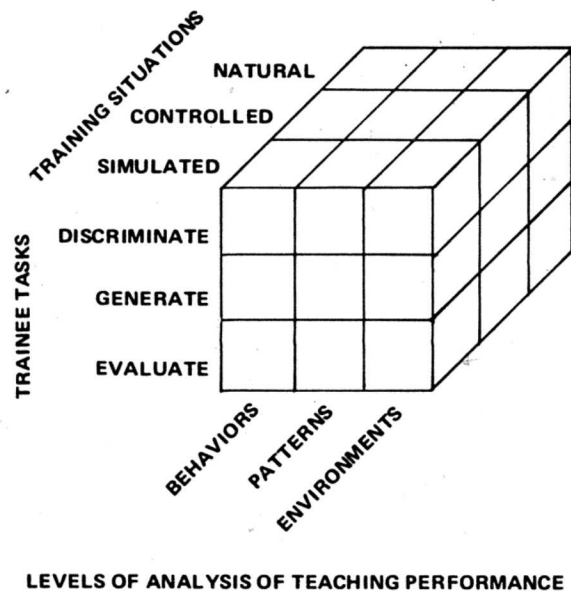 TRAINING SITUATIONS
NATURAL
CONTROLLED
SIMULATED
TRAINEE TASKS
DISCRIMINATE
GENERATE
EVALUATE
BEHAVIORS
PATTERNS
ENVIRONMENTS
LEVELS OF ANALYSIS OF TEACHING PERFORMANCE